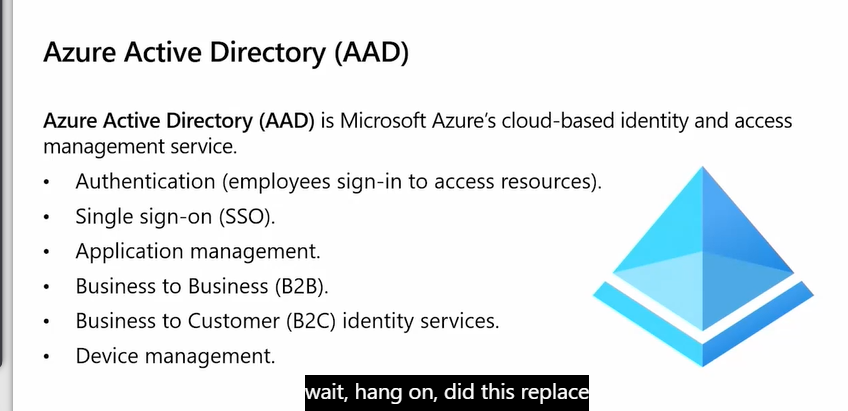 Azure Active Directory (AAD)
Azure Active Directory (AAD) is Microsoft Azure's cloud-based identity and access
management service.
• Authentication (employees sign-in to access resources).
• Single sign-on (SSO).
• Application management.
• Business to Business (B2B).
• Business to Customer (B2C) identity services.
• Device management.
wait, hang on, did this replace